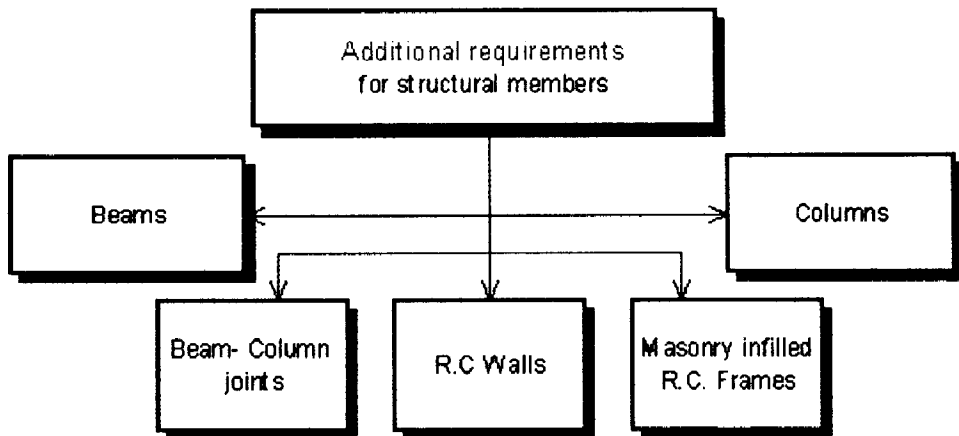 Additional requirements
for structural members
Beams
Columns
Beam- Column
joints
R.C Walls
Masonry infilled
R.C. Frames